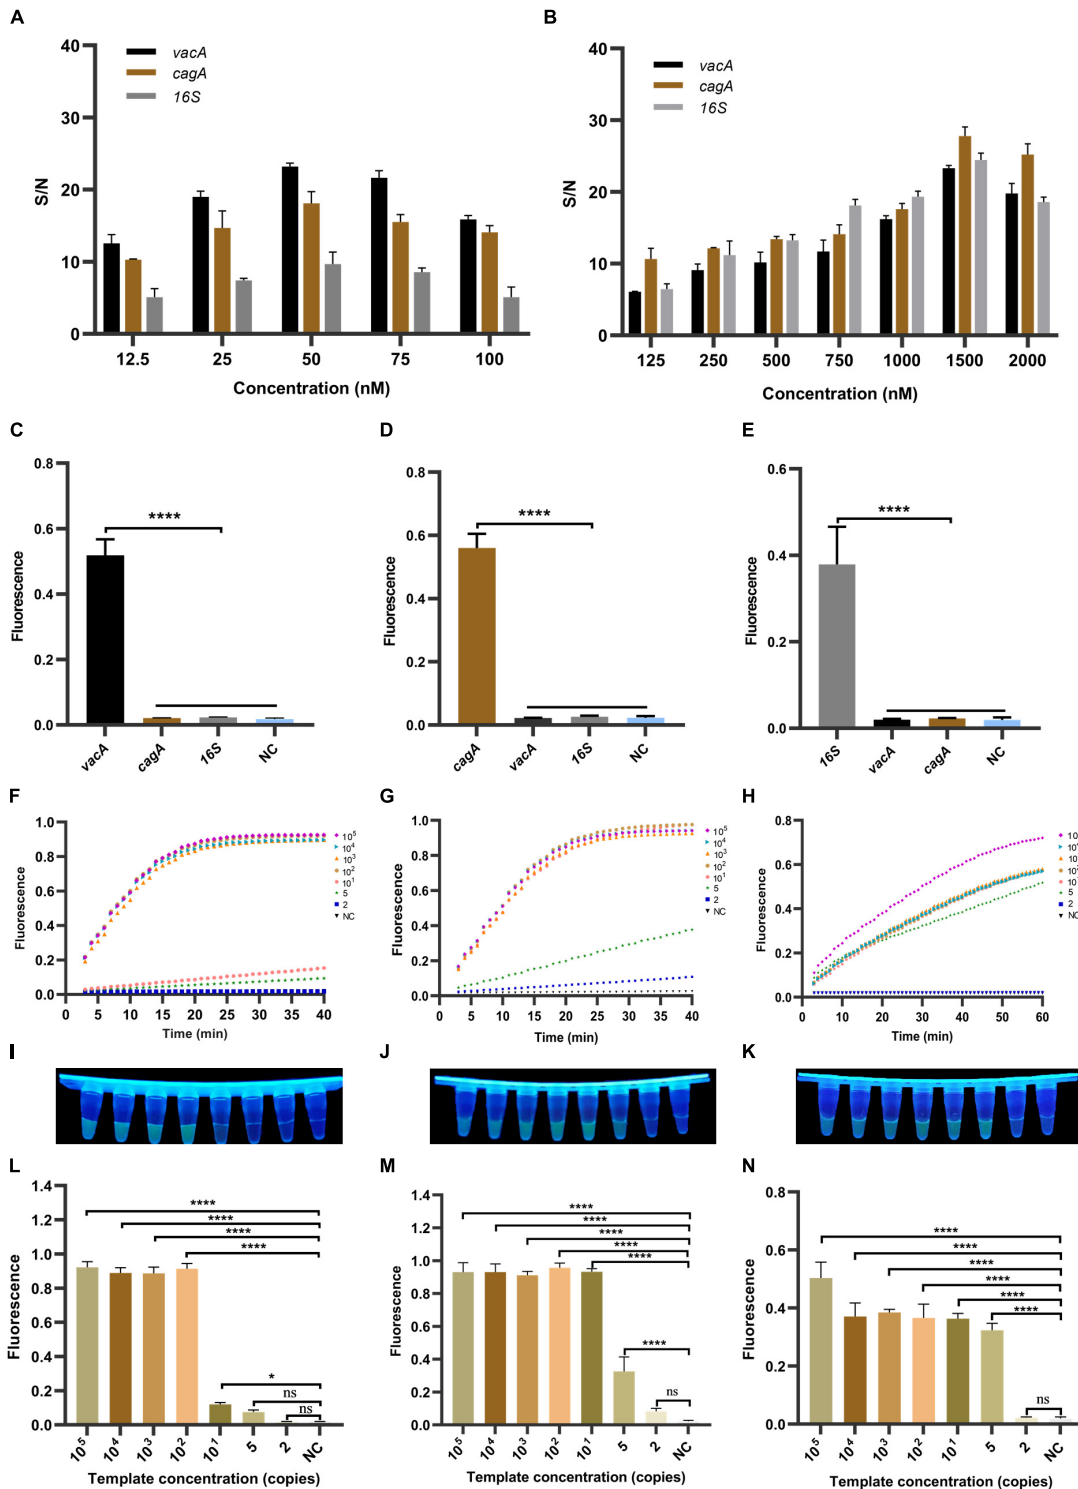 A
B
40
30
20
10
0
S/N
vacA
cagA
16S
12.5 25 50 75 100
Concentration (nM)
40
30
20
10
0
S/N
vacA
cagA
16S
125 250 500 750 1000 1500 2000
Concentration (nM)
C
D
E
0.8
0.6
0.4
0.2
0.0
Fluorescence
****
vacA cagA 16S NC
0.8
0.6
0.4
0.2
0.0
Fluorescence
****
cagA vacA 16S NC
0.6
0.4
0.2
0.0
Fluorescence
****
16S vacA cagA NC
F
G
H
1.0
0.8
0.6
0.4
0.2
0.0
Fluorescence
0 5 10 15 20 25 30 35 40
Time (min)
10⁵
10⁴
10³
10²
10¹
5
2
NC
1.0
0.8
0.6
0.4
0.2
0.0
Fluorescence
0 5 10 15 20 25 30 35 40
Time (min)
10⁵
10⁴
10³
10²
10¹
5
2
NC
0.8
0.6
0.4
0.2
0.0
Fluorescence
0 10 20 30 40 50 60
Time (min)
10
10
10
10
10
5
2
NC
I
J
K
L
M
N
1.4
1.2
1.0
0.8
0.6
0.4
0.2
0.0
Fluorescence
****
****
****
****
*
ns
ns
10⁵ 10⁴ 10³ 10² 10¹ 5 2 NC
Template concentration (copies)
1.4
1.2
1.0
0.8
0.6
0.4
0.2
0.0
Fluorescence
****
****
****
****
****
****
ns
10⁵ 10⁴ 10³ 10² 10¹ 5 2 NC
Template concentration (copies)
0.8
0.6
0.4
0.2
0.0
Fluorescence
****
****
****
****
****
****
ns
10⁵ 10⁴ 10³ 10² 10¹ 5 2 NC
Template concentration (copies)